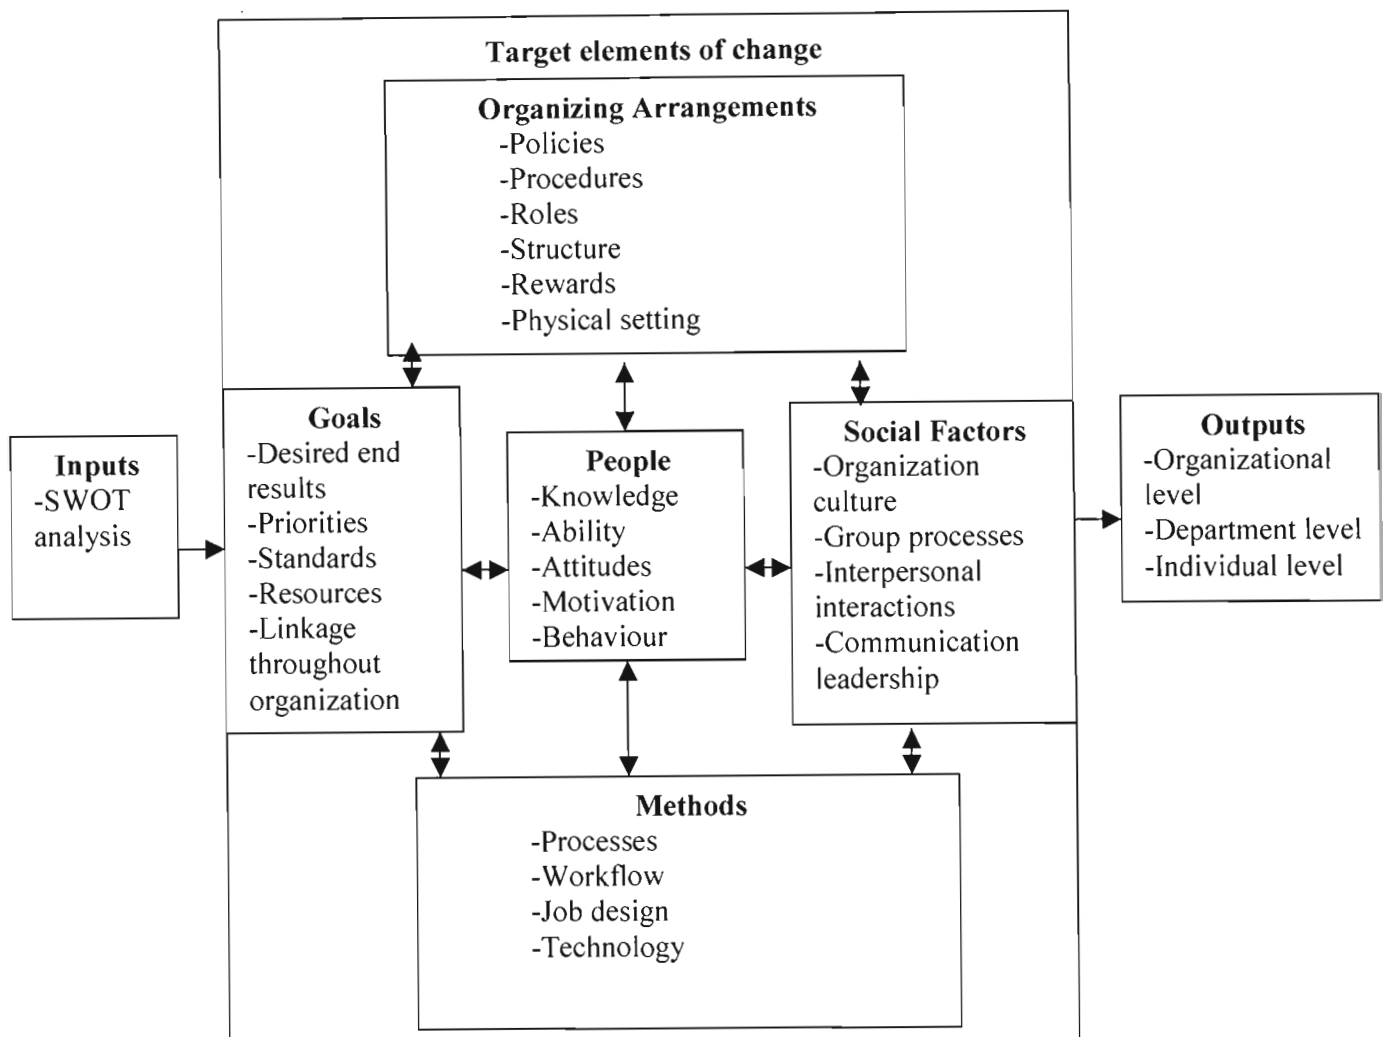 Target elements of change
Organizing Arrangements
-Policies
-Procedures
-Roles
-Structure
-Rewards
-Physical setting
Inputs
-SWOT
analysis
Goals
-Desired end
results
-Priorities
-Standards
-Resources
-Linkage
throughout
organization
People
-Knowledge
-Ability
-Attitudes
-Motivation
-Behaviour
Social Factors
-Organization
culture
-Group processes
-Interpersonal
interactions
-Communication
leadership
Outputs
-Organizational
level
-Department level
-Individual level
Methods
-Processes
-Workflow
-Job design
-Technology